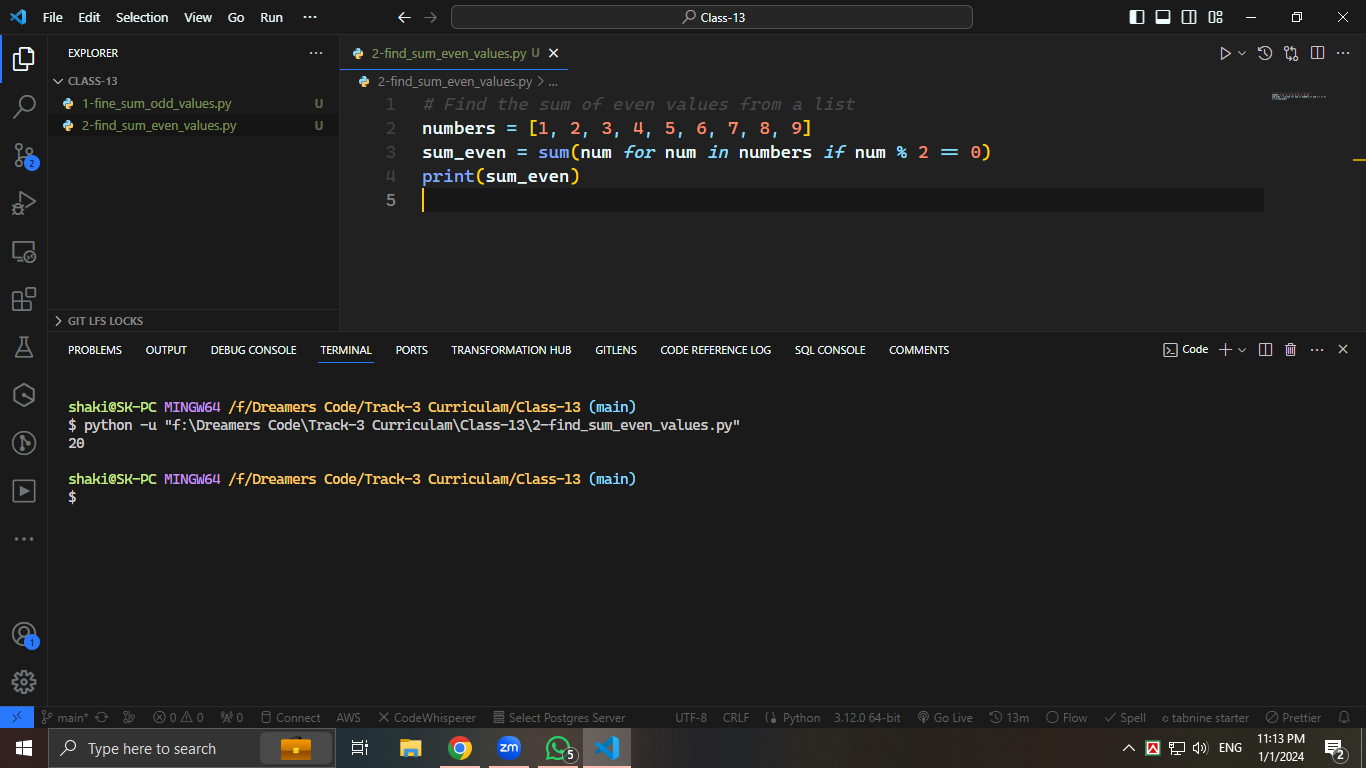 File Edit Selection View Go Run ··· Class-13
EXPLORER ···
CLASS-13
1-fine_sum_odd_values.py U
2-find_sum_even_values.py U
GIT LFS LOCKS
2
1
2-find_sum_even_values.py U
2-find_sum_even_values.py > ...
1 # Find the sum of even values from a list
2 numbers = [1, 2, 3, 4, 5, 6, 7, 8, 9]
3 sum_even = sum(num for num in numbers if num % 2 == 0)
4 print(sum_even)
5
PROBLEMS OUTPUT DEBUG CONSOLE TERMINAL PORTS TRANSFORMATION HUB GITLENS CODE REFERENCE LOG SQL CONSOLE COMMENTS Code
shaki@SK-PC MINGW64 /f/Dreamers Code/Track-3 Curriculam/Class-13 (main)
$ python -u "f:\Dreamers Code\Track-3 Curriculam\Class-13\2-find_sum_even_values.py"
20
shaki@SK-PC MINGW64 /f/Dreamers Code/Track-3 Curriculam/Class-13 (main)
$
main* 0 0 0 Connect AWS CodeWhisperer Select Postgres Server UTF-8 CRLF Python 3.12.0 64-bit Go Live 13m Flow Spell tabnine starter Prettier
Type here to search zm 5 ENG 11:13 PM
1/1/2024 2